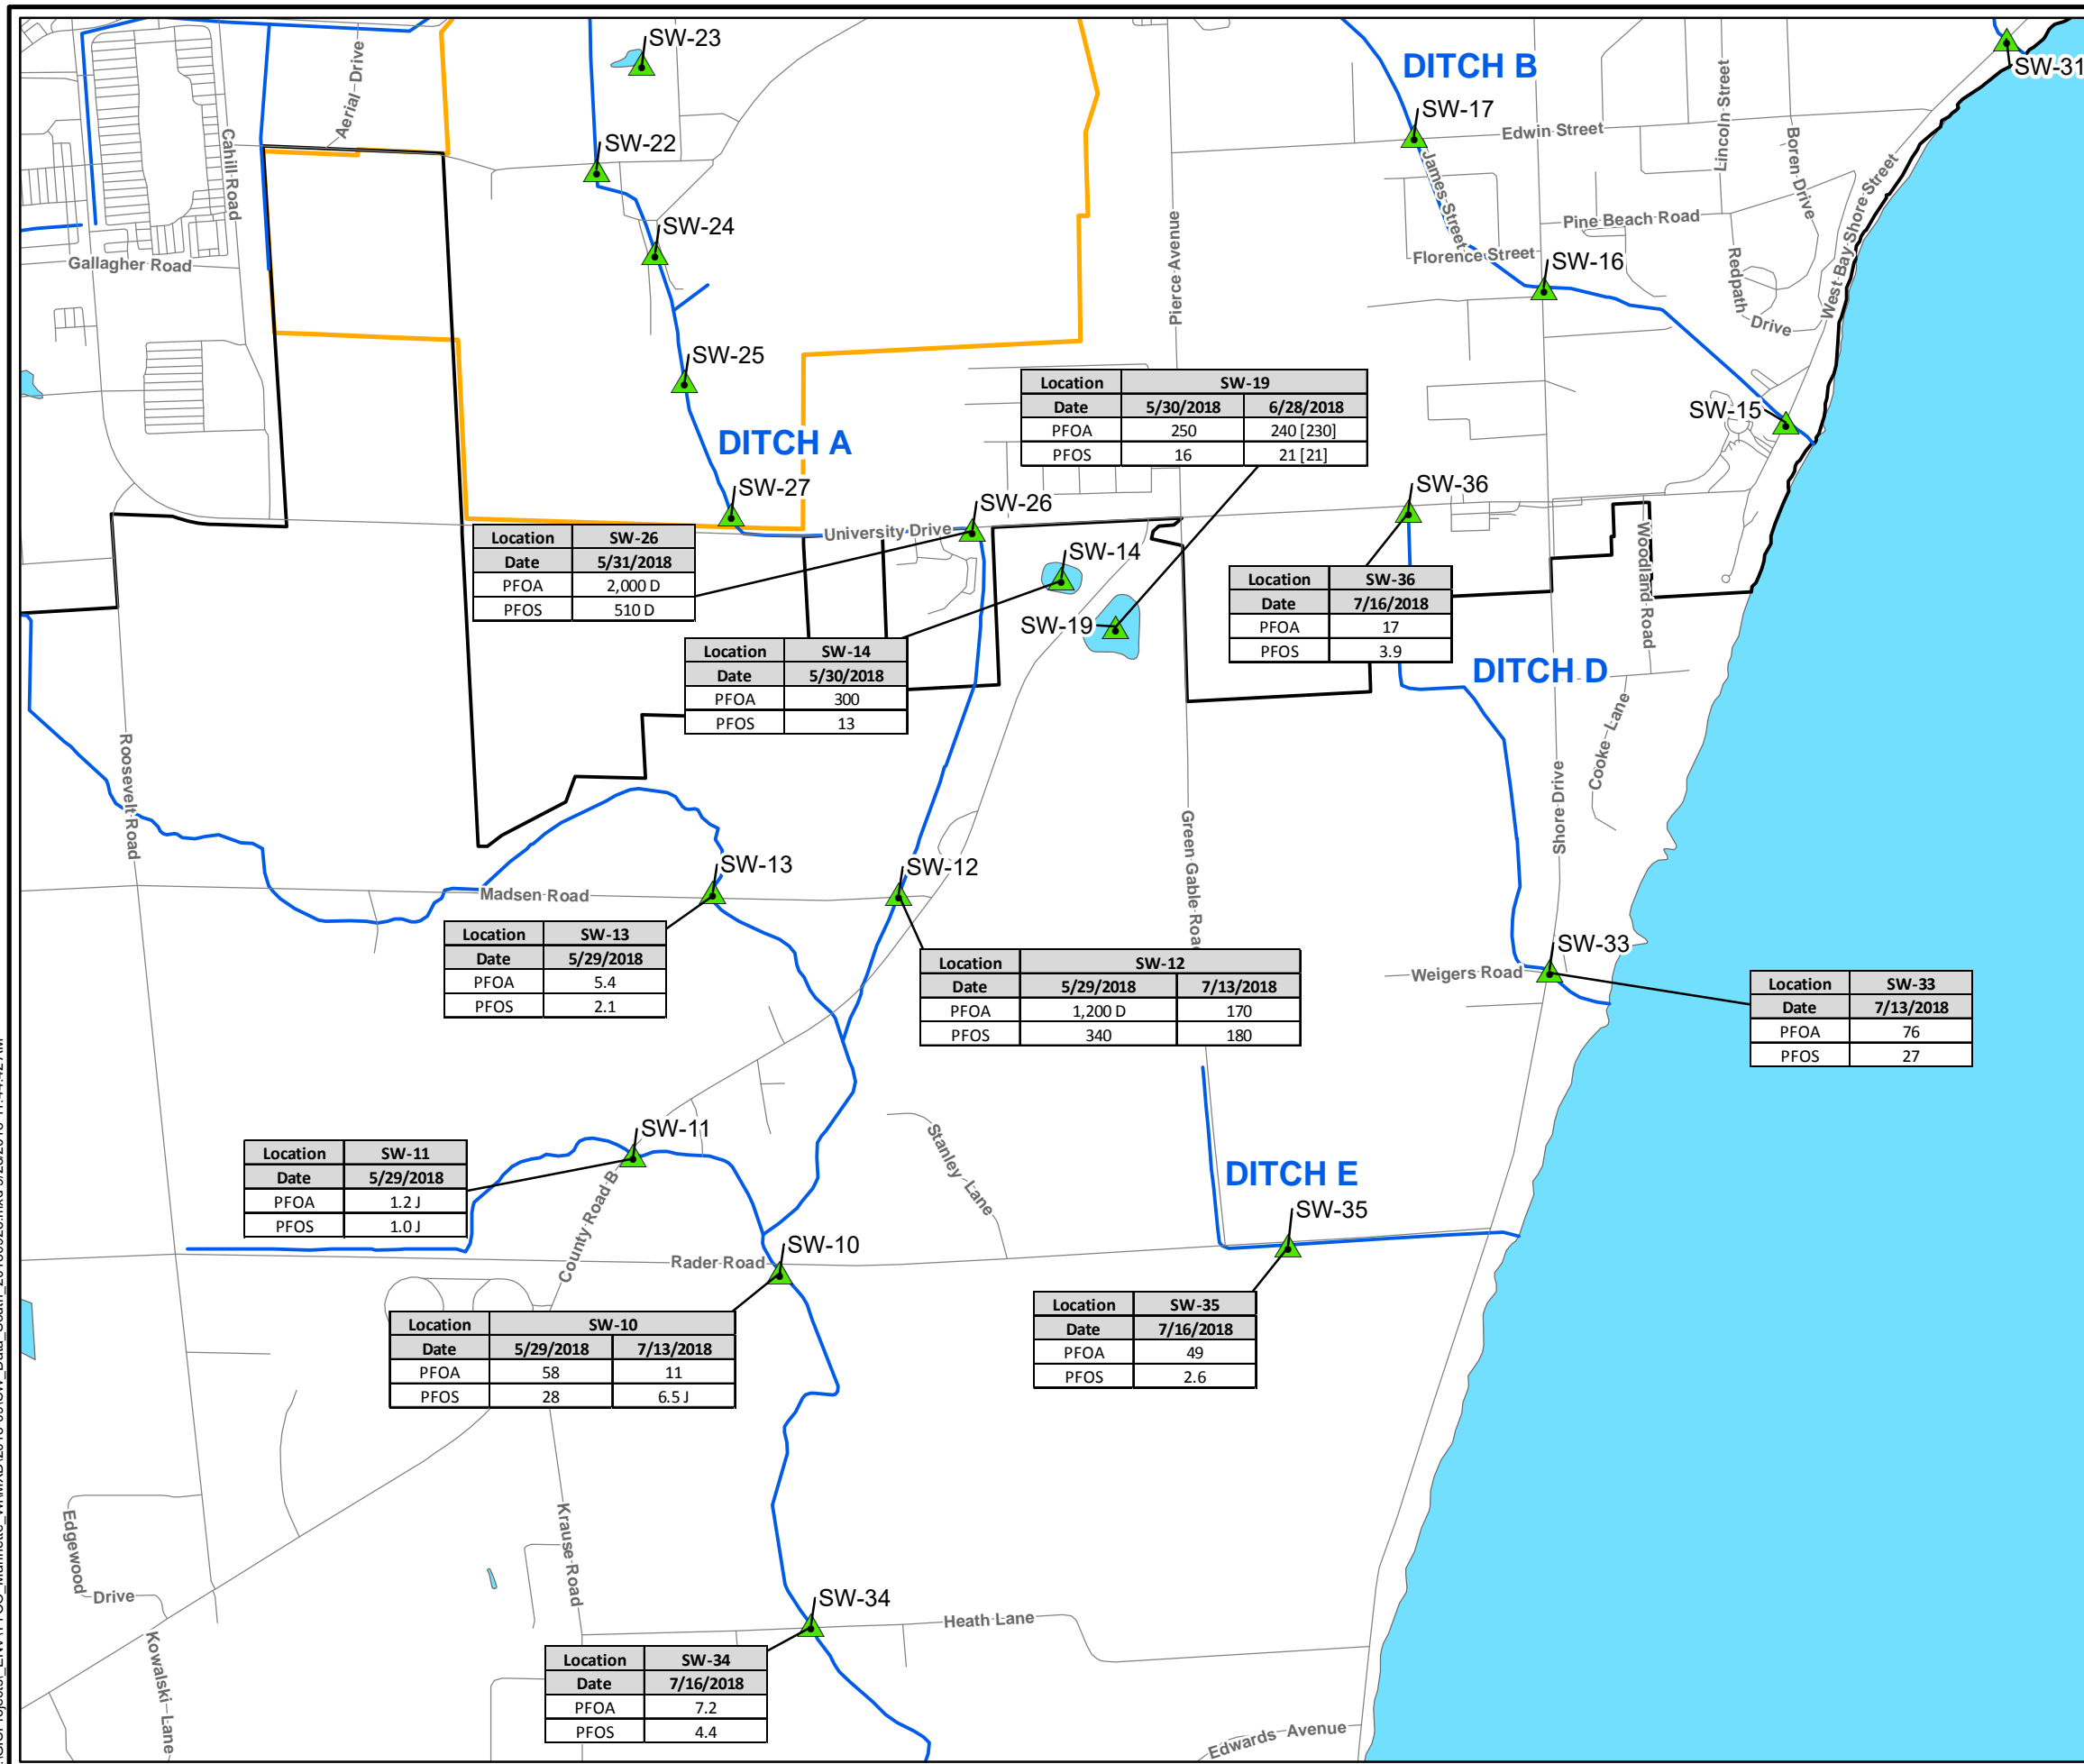 SW-23
SW-31
DITCH B
SW-17
Aerial Drive
Edwin Street
Lincoln Street
Boren Drive
SW-22
Cahill Road
James Street
West Bay Shore Street
SW-24
Pine Beach Road
Gallagher Road
Pierce Avenue
Florence Street
SW-16
Redpath Drive
SW-25
Location SW-19
Date 5/30/2018 6/28/2018
PFOA 250 240 [230]
PFOS 16 21 [21]
SW-15
DITCH A
SW-27
SW-26
SW-36
University Drive
Location SW-26
Date 5/31/2018
PFOA 2,000 D
PFOS 510 D
SW-14
Woodland Road
Location SW-36
Date 7/16/2018
PFOA 17
PFOS 3.9
SW-19
Location SW-14
Date 5/30/2018
PFOA 300
PFOS 13
DITCH D
Cooke Lane
Roosevelt Road
Shore Drive
Green Gable Road
SW-13
SW-12
Madsen Road
Location SW-13
Date 5/29/2018
PFOA 5.4
PFOS 2.1
Location SW-12
Date 5/29/2018 7/13/2018
PFOA 1,200 D 170
PFOS 340 180
SW-33
Weigers Road
Location SW-33
Date 7/13/2018
PFOA 76
PFOS 27
SW-11
Location SW-11
Date 5/29/2018
PFOA 1.2 J
PFOS 1.0 J
Stanley Lane
DITCH E
County Road B
SW-35
SW-10
Rader Road
Location SW-10
Date 5/29/2018 7/13/2018
PFOA 58 11
PFOS 28 6.5 J
Location SW-35
Date 7/16/2018
PFOA 49
PFOS 2.6
Edgewood Drive
Krause Road
SW-34
Heath Lane
Kowalski Lane
Location SW-34
Date 7/16/2018
PFOA 7.2
PFOS 4.4
Edwards Avenue